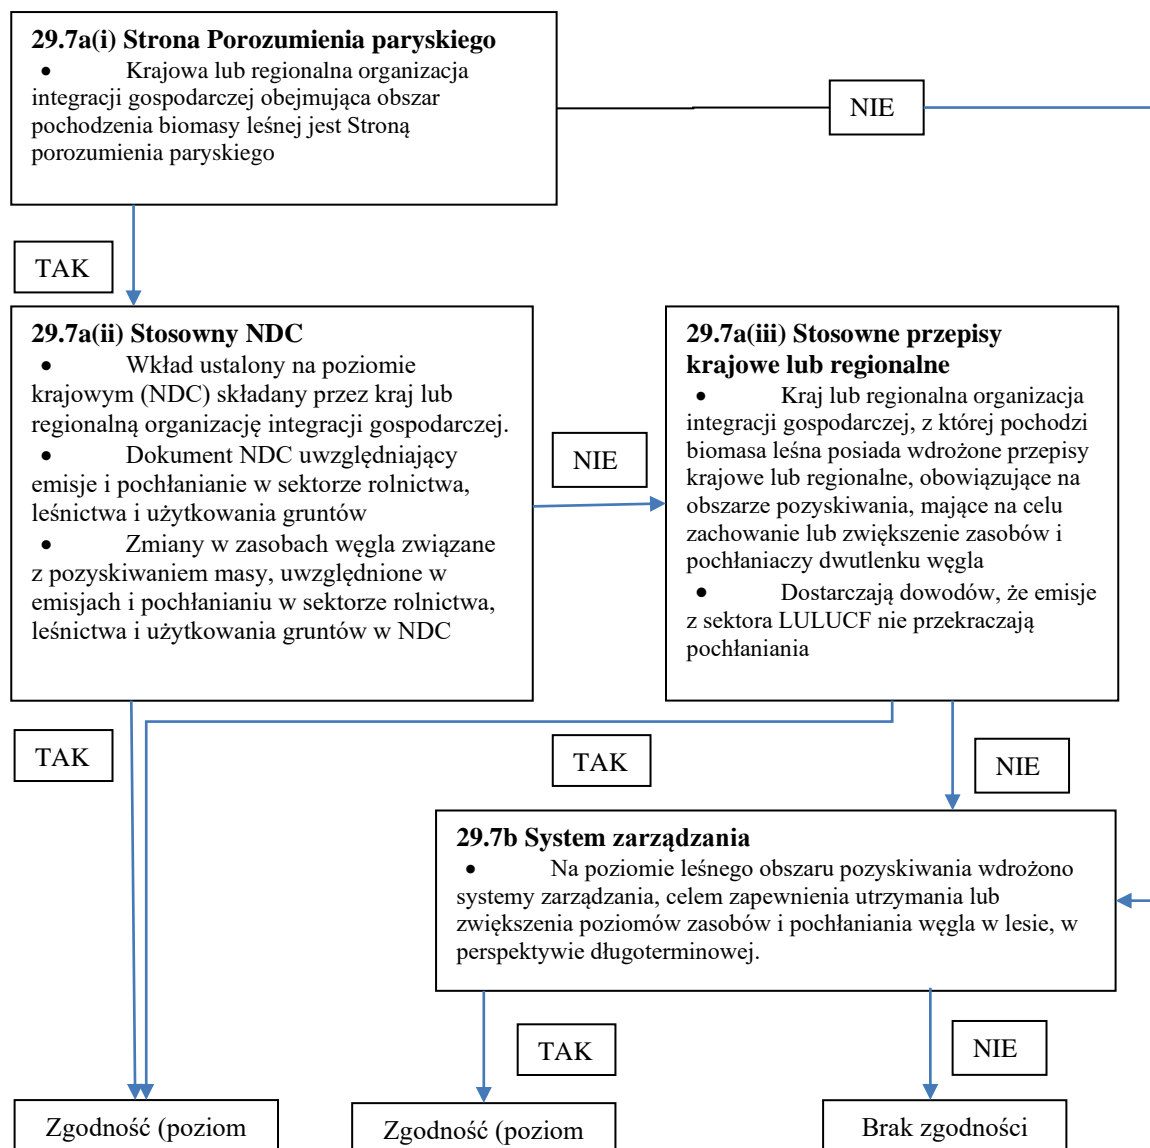 29.7a(i) Strona Porozumienia paryskiego
• Krajowa lub regionalna organizacja
integracji gospodarczej obejmująca obszar
pochodzenia biomasy leśnej jest Stroną
porozumienia paryskiego
NIE
TAK
29.7a(ii) Stosowny NDC
• Wkład ustalony na poziomie
krajowym (NDC) składany przez kraj lub
regionalną organizację integracji gospodarczej.
• Dokument NDC uwzględniający
emisje i pochłanianie w sektorze rolnictwa,
leśnictwa i użytkowania gruntów
• Zmiany w zasobach węgla związane
z pozyskiwaniem masy, uwzględnione w
emisjach i pochłanianiu w sektorze rolnictwa,
leśnictwa i użytkowania gruntów w NDC
NIE
29.7a(iii) Stosowne przepisy
krajowe lub regionalne
• Kraj lub regionalna organizacja
integracji gospodarczej, z której pochodzi
biomasa leśna posiada wdrożone przepisy
krajowe lub regionalne, obowiązujące na
obszarze pozyskiwania, mające na celu
zachowanie lub zwiększenie zasobów i
pochłaniaczy dwutlenku węgla
• Dostarczają dowodów, że emisje
z sektora LULUCF nie przekraczają
pochłaniania
TAK
TAK
NIE
29.7b System zarządzania
• Na poziomie leśnego obszaru pozyskiwania wdrożono
systemy zarządzania, celem zapewnienia utrzymania lub
zwiększenia poziomów zasobów i pochłaniania węgla w lesie, w
perspektywie długoterminowej.
TAK
NIE
Zgodność (poziom
Zgodność (poziom
Brak zgodności